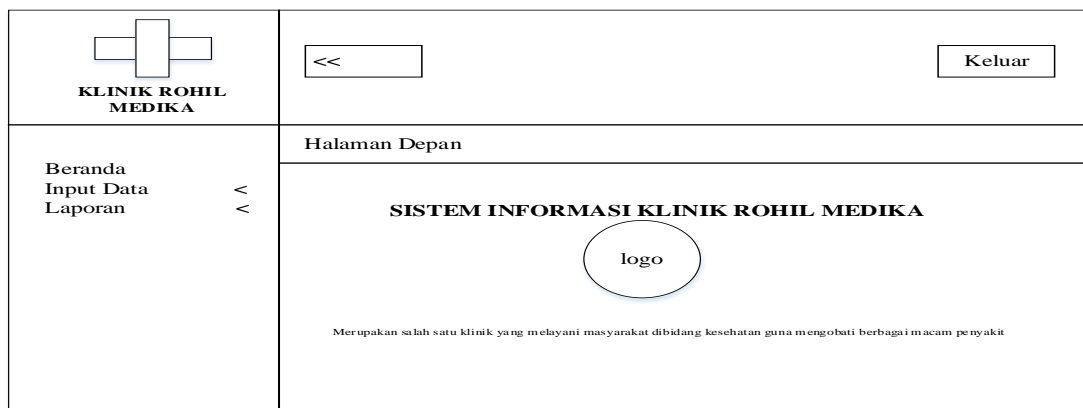 KLINIK ROHIL
MEDIKA
<<
Keluar
Halaman Depan
Beranda
Input Data <
Laporan <
SISTEM INFORMASI KLINIK ROHIL MEDIKA
logo
Merupakan salah satu klinik yang melayani masyarakat dibidang kesehatan guna mengobati berbagai macam penyakit